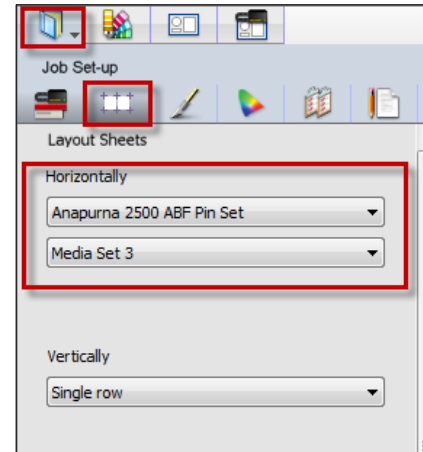 Job Set-up
Layout Sheets
Horizontally
Anapurna 2500 ABF Pin Set
Media Set 3
Vertically
Single row